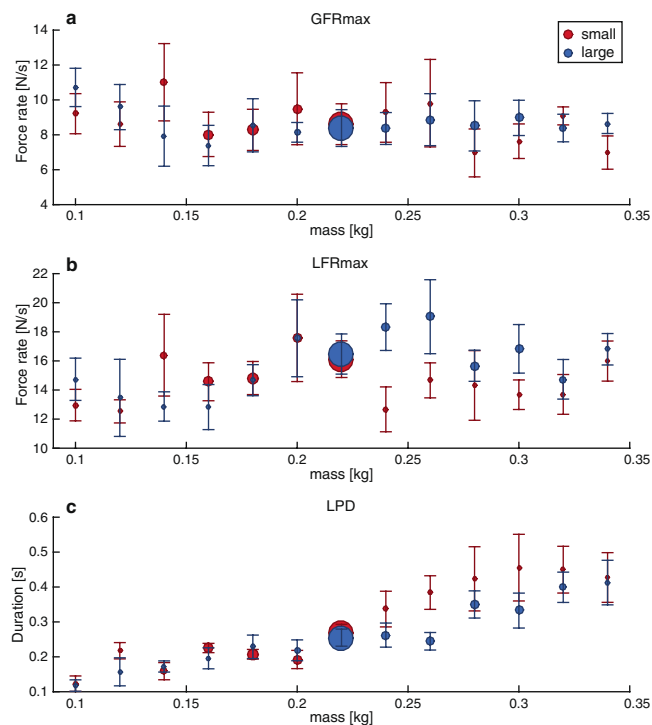 a
GFRmax
small
large
Force rate [N/s]
14
12
10
8
6
4
0.1
0.15
0.2
0.25
0.3
0.35
mass [kg]
b
LFRmax
Force rate [N/s]
22
20
18
16
14
12
10
0.1
0.15
0.2
0.25
0.3
0.35
mass [kg]
c
LPD
Duration [s]
0.6
0.5
0.4
0.3
0.2
0.1
0.1
0.15
0.2
0.25
0.3
0.35
mass [kg]